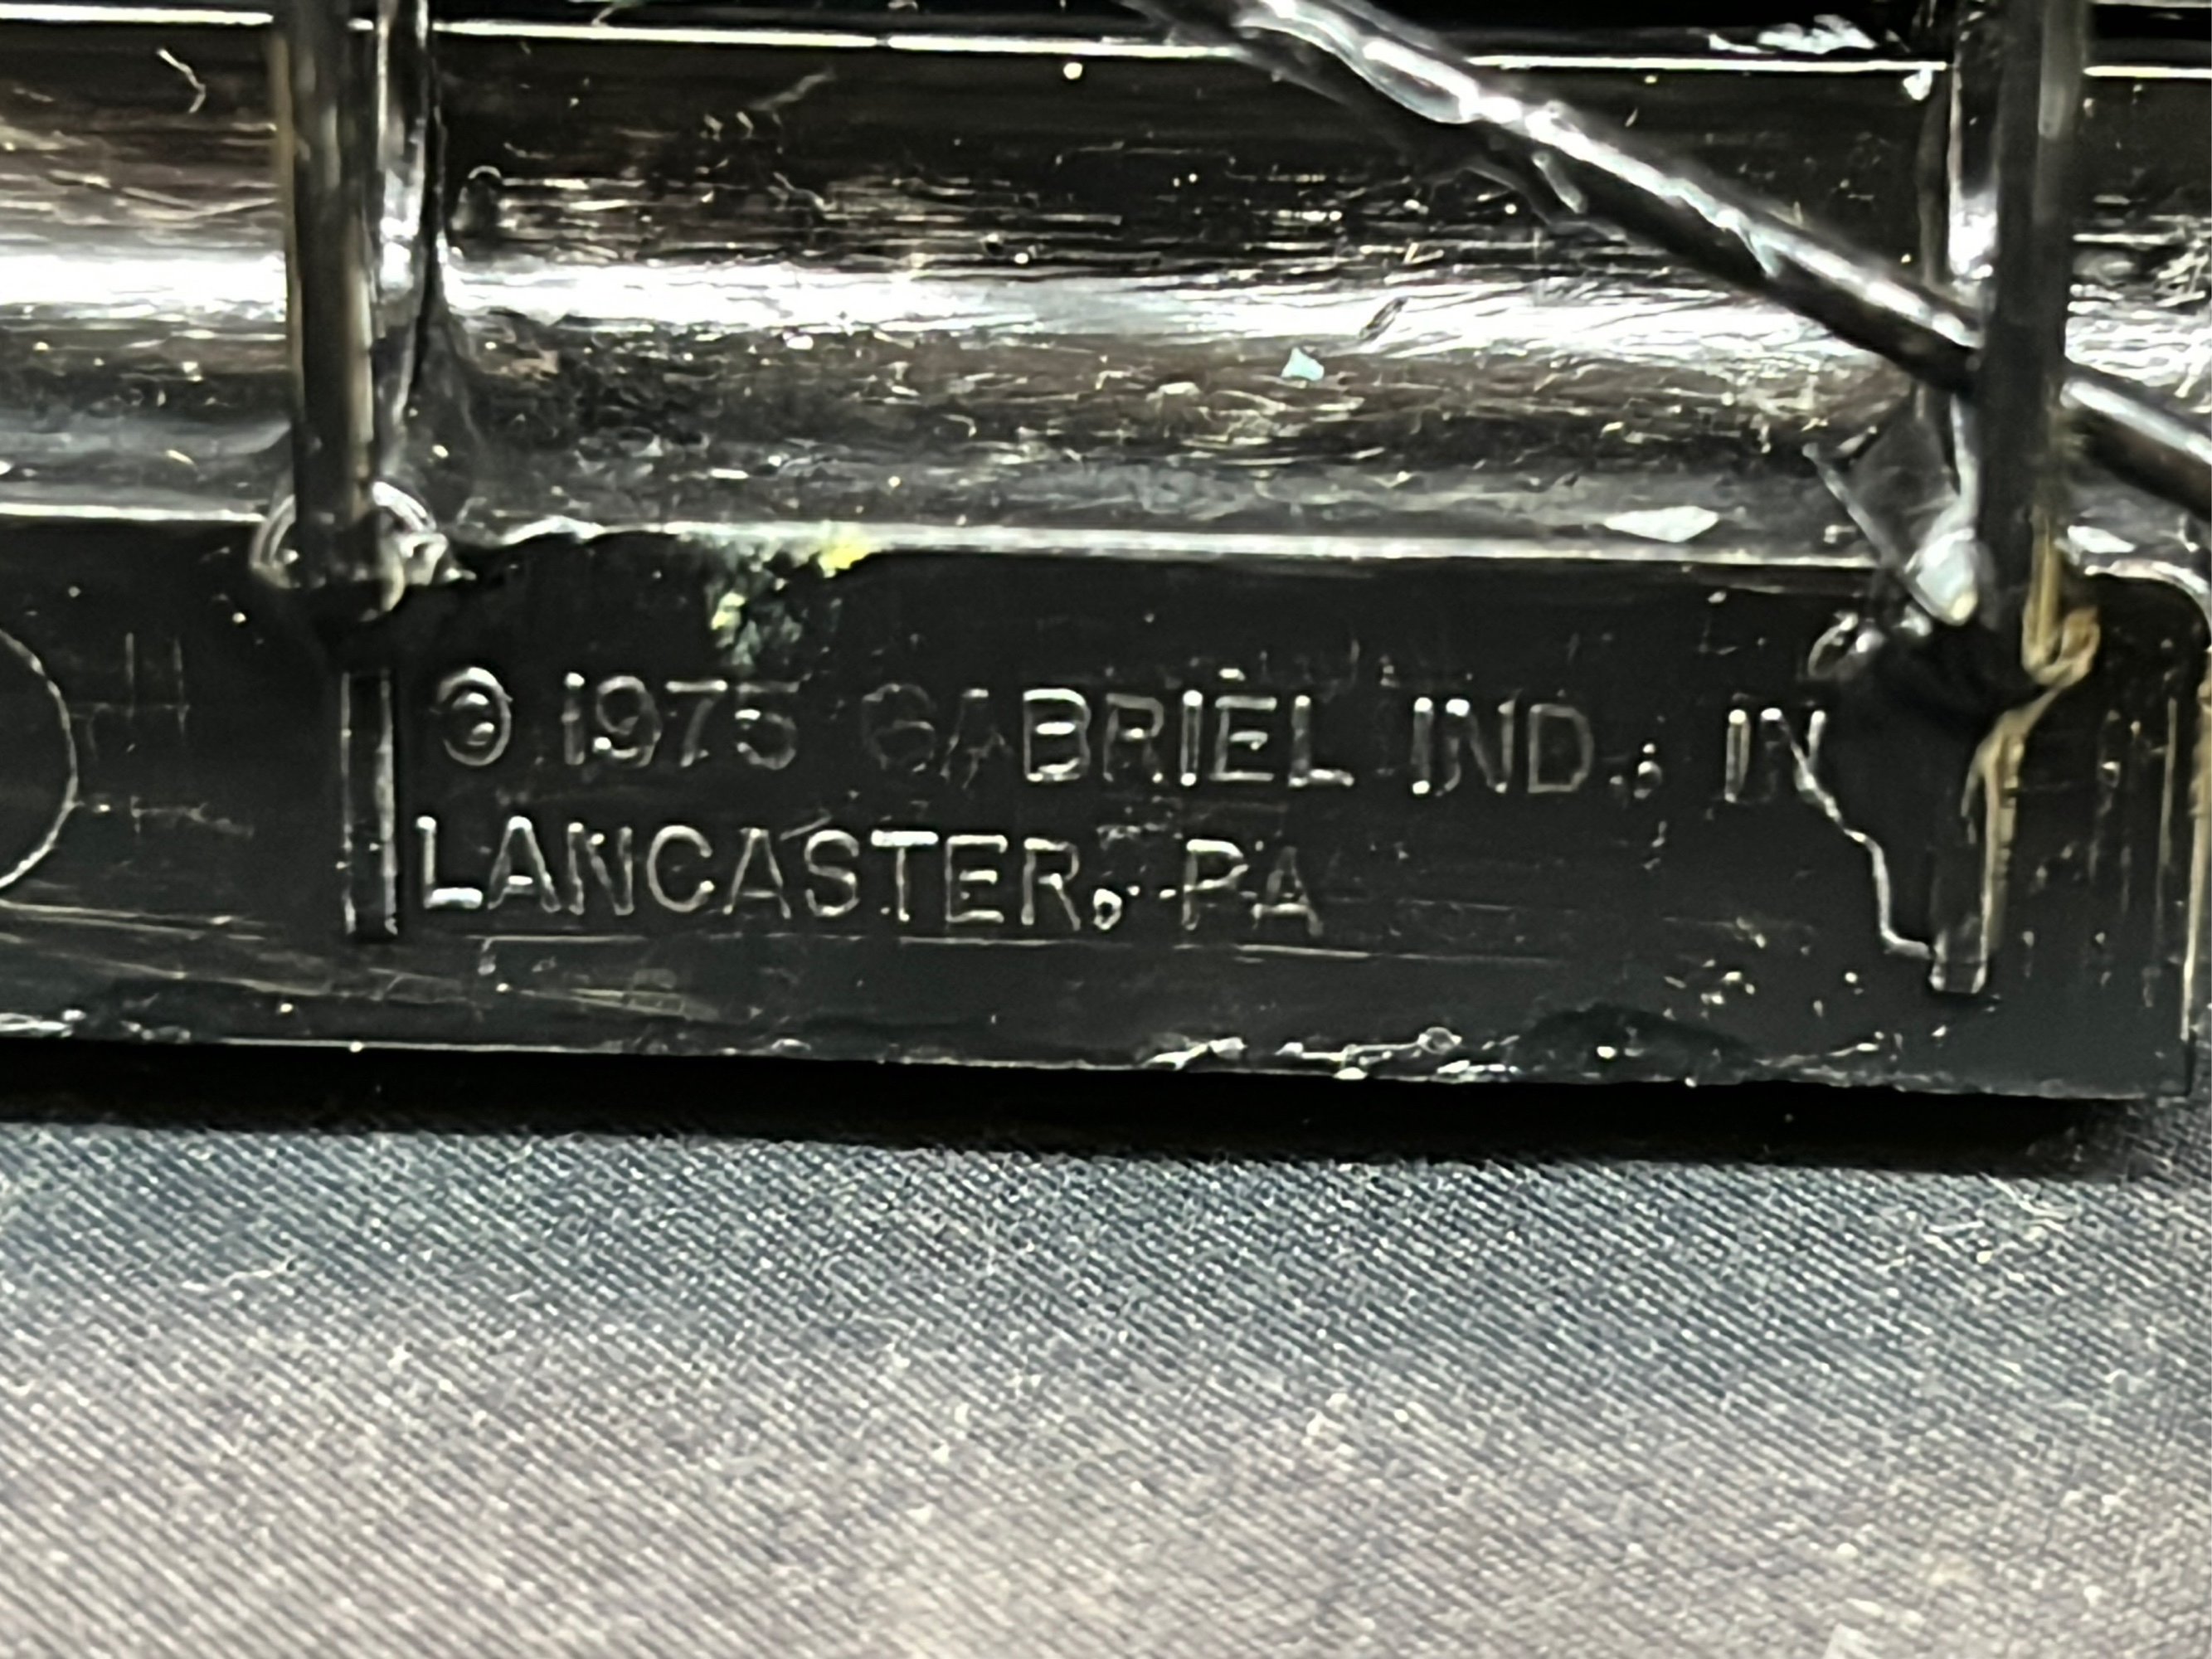 © 1975 GABRIEL IND., IN
LANCASTER, PA